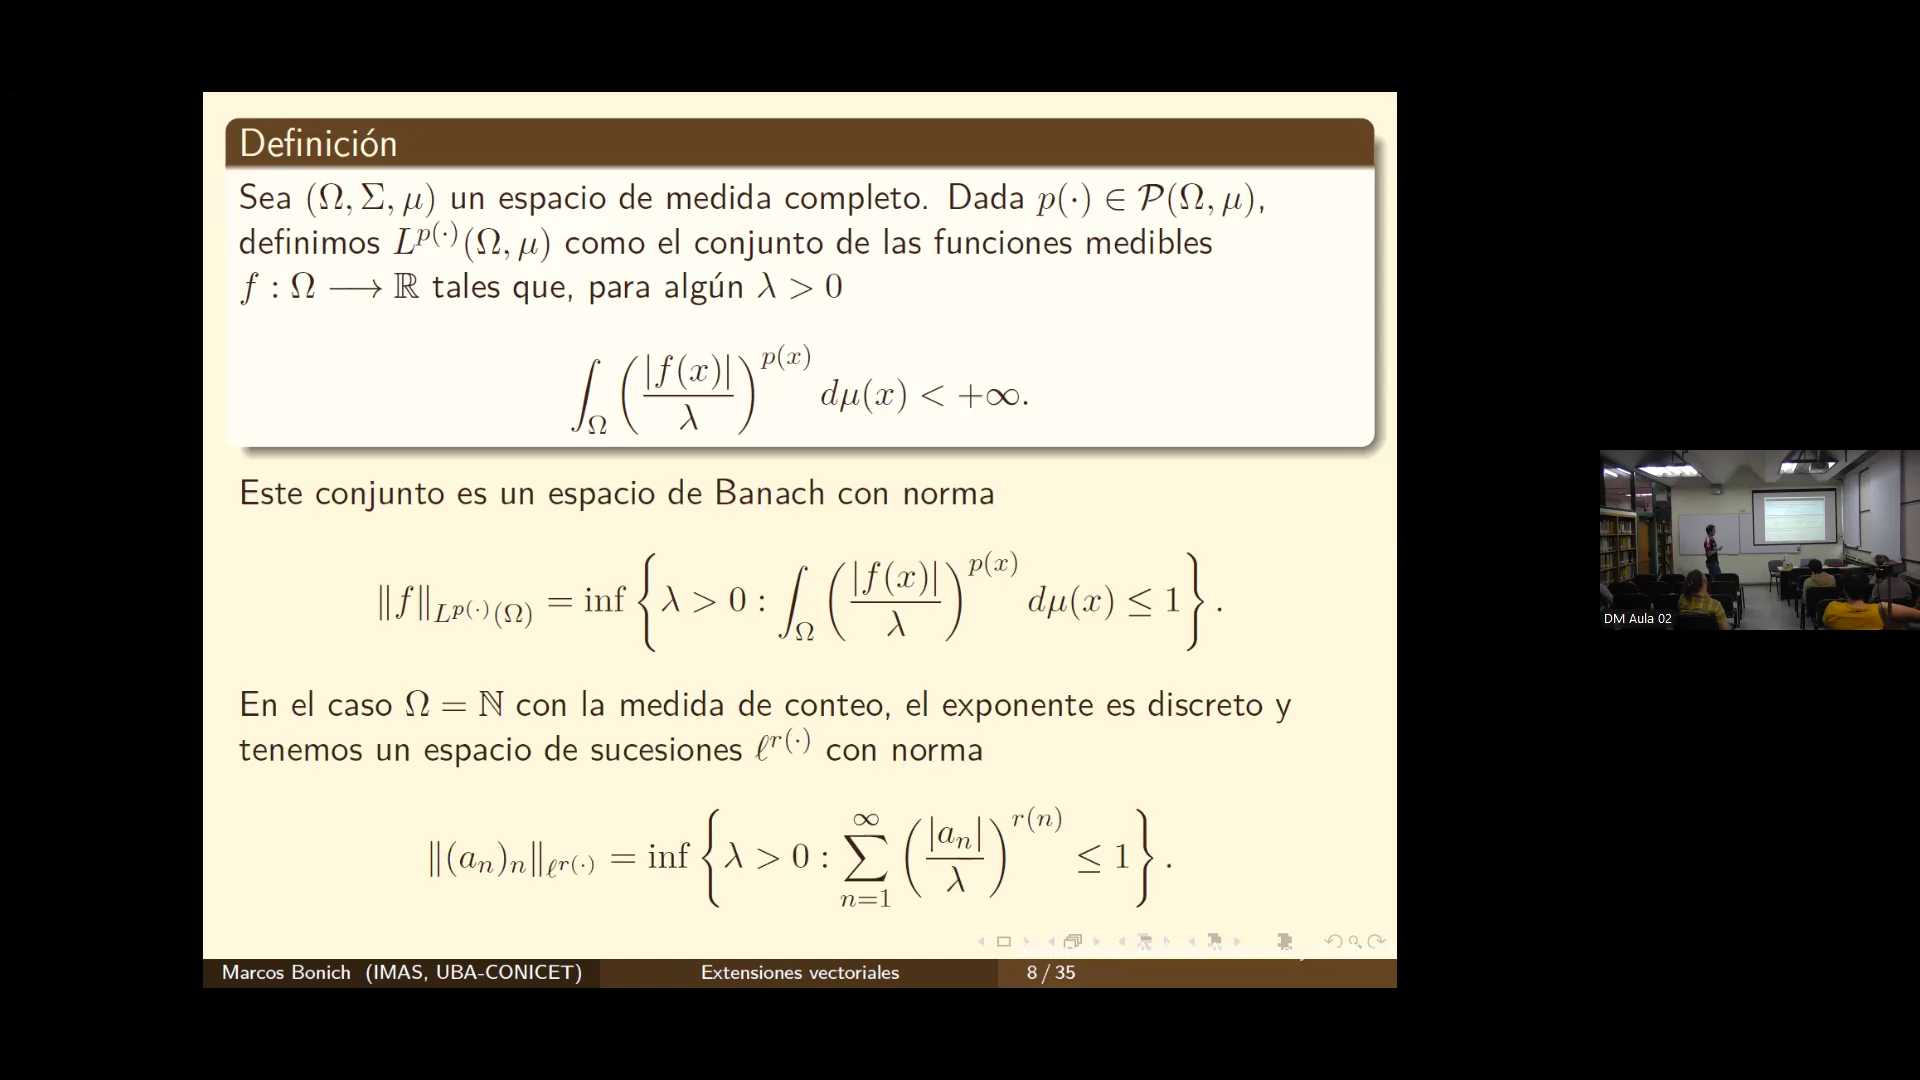 Definición
Sea (Ω, Σ, μ) un espacio de medida completo. Dada p(·) ∈ 𝒫(Ω, μ),
definimos L^{p(·)}(Ω, μ) como el conjunto de las funciones medibles
f : Ω ⟶ ℝ tales que, para algún λ > 0
∫_Ω (|f(x)| / λ)^{p(x)} dμ(x) < +∞.
Este conjunto es un espacio de Banach con norma
‖f‖_{L^{p(·)}(Ω)} = inf { λ > 0 : ∫_Ω (|f(x)| / λ)^{p(x)} dμ(x) ≤ 1 } .
En el caso Ω = ℕ con la medida de conteo, el exponente es discreto y
tenemos un espacio de sucesiones ℓ^{r(·)} con norma
‖(a_n)_n‖_{ℓ^{r(·)}} = inf { λ > 0 : ∑_{n=1}^{∞} (|a_n| / λ)^{r(n)} ≤ 1 } .
Marcos Bonich (IMAS, UBA-CONICET) Extensiones vectoriales 8 / 35
DM Aula 02